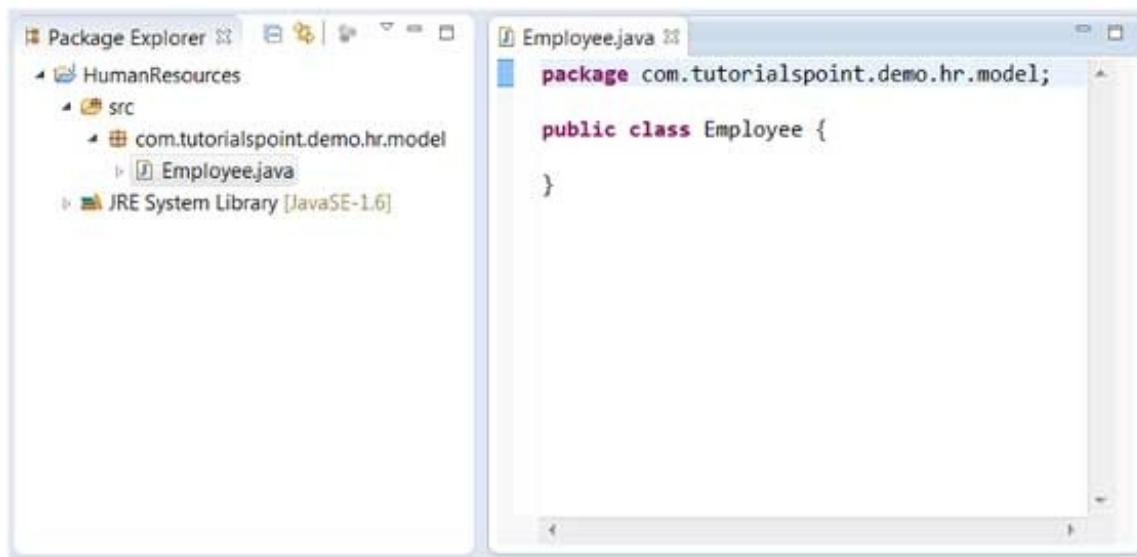 Package Explorer
HumanResources
src
com.tutorialspoint.demo.hr.model
Employee.java
JRE System Library [JavaSE-1.6]
Employee.java
package com.tutorialspoint.demo.hr.model;
public class Employee {
}